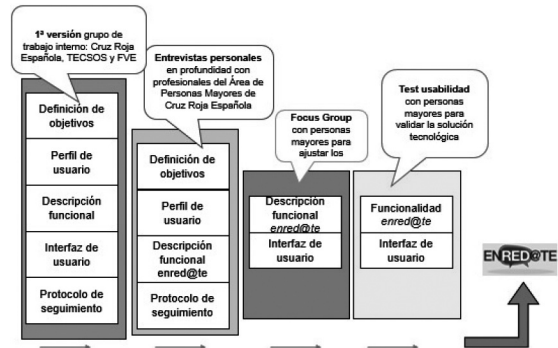 1ª versión grupo de
trabajo interno: Cruz Roja
Española, TECSOS y FVE
Definición de
objetivos
Perfil de
usuario
Descripción
funcional
Interfaz de
usuario
Protocolo de
seguimiento
Entrevistas personales
en profundidad con
profesionales del Área de
Personas Mayores de
Cruz Roja Española
Definición de
objetivos
Perfil de
usuario
Descripción
funcional
enred@te
Protocolo de
seguimiento
Focus Group
con personas
mayores para
ajustar los
Descripción
funcional
enred@te
Interfaz de
usuario
Test usabilidad
con personas
mayores para
validar la solución
tecnológica
Funcionalidad
enred@te
Interfaz de
usuario
ENRED@TE